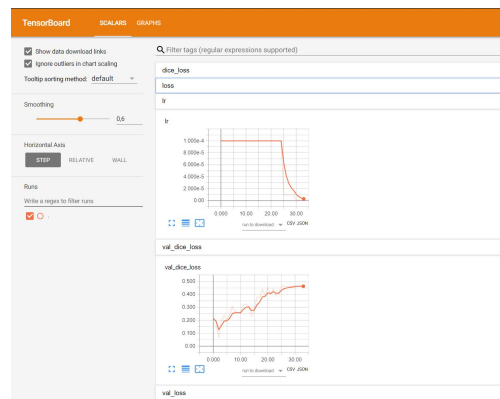 TensorBoard SCALARS GRAPHS
Show data download links
Ignore outliers in chart scaling
Tooltip sorting method: default
Smoothing
0,6
Horizontal Axis
STEP RELATIVE WALL
Runs
Write a regex to filter runs
.
Filter tags (regular expressions supported)
dice_loss
loss
lr
lr
1.000e-4
8.000e-5
6.000e-5
4.000e-5
2.000e-5
0.00
0.000 10.00 20.00 30.00
run to download CSV JSON
val_dice_loss
val_dice_loss
0.500
0.400
0.300
0.200
0.100
0.00
0.000 10.00 20.00 30.00
run to download CSV JSON
val_loss